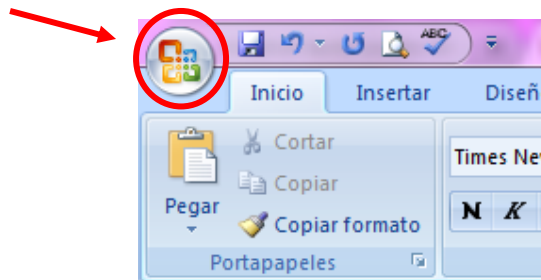 ABC
Inicio Insertar Diseñ
Cortar
Copiar
Pegar
Copiar formato
Portapapeles
Times Ne
N K